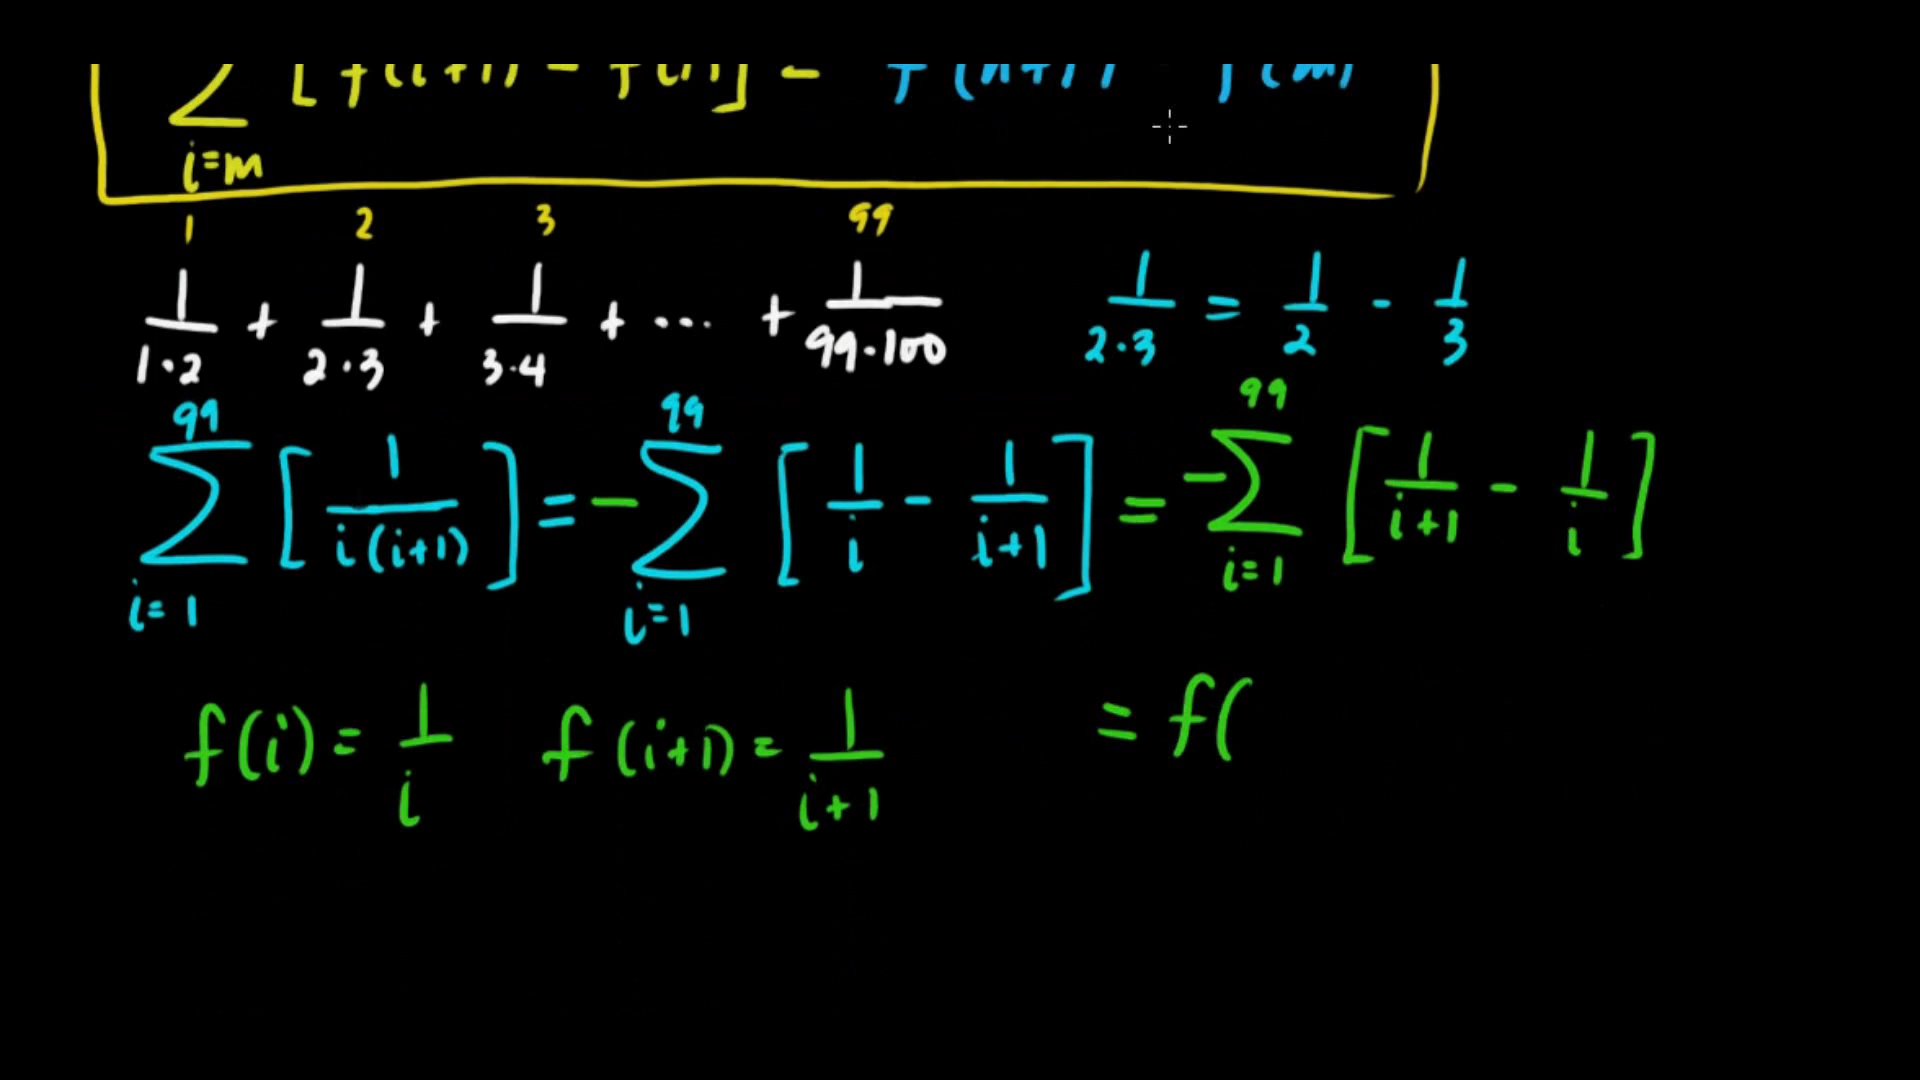 ∑ [f(i+1) - f(i)] = f(n+1) - f(m)
i=m
1 2 3 99
1/(1·2) + 1/(2·3) + 1/(3·4) + ... + 1/(99·100) 1/(2·3) = 1/2 - 1/3
99 99 99
∑ [1/(i(i+1))] = -∑ [1/i - 1/(i+1)] = -∑ [1/(i+1) - 1/i]
i=1 i=1 i=1
f(i) = 1/i f(i+1) = 1/(i+1) = f(